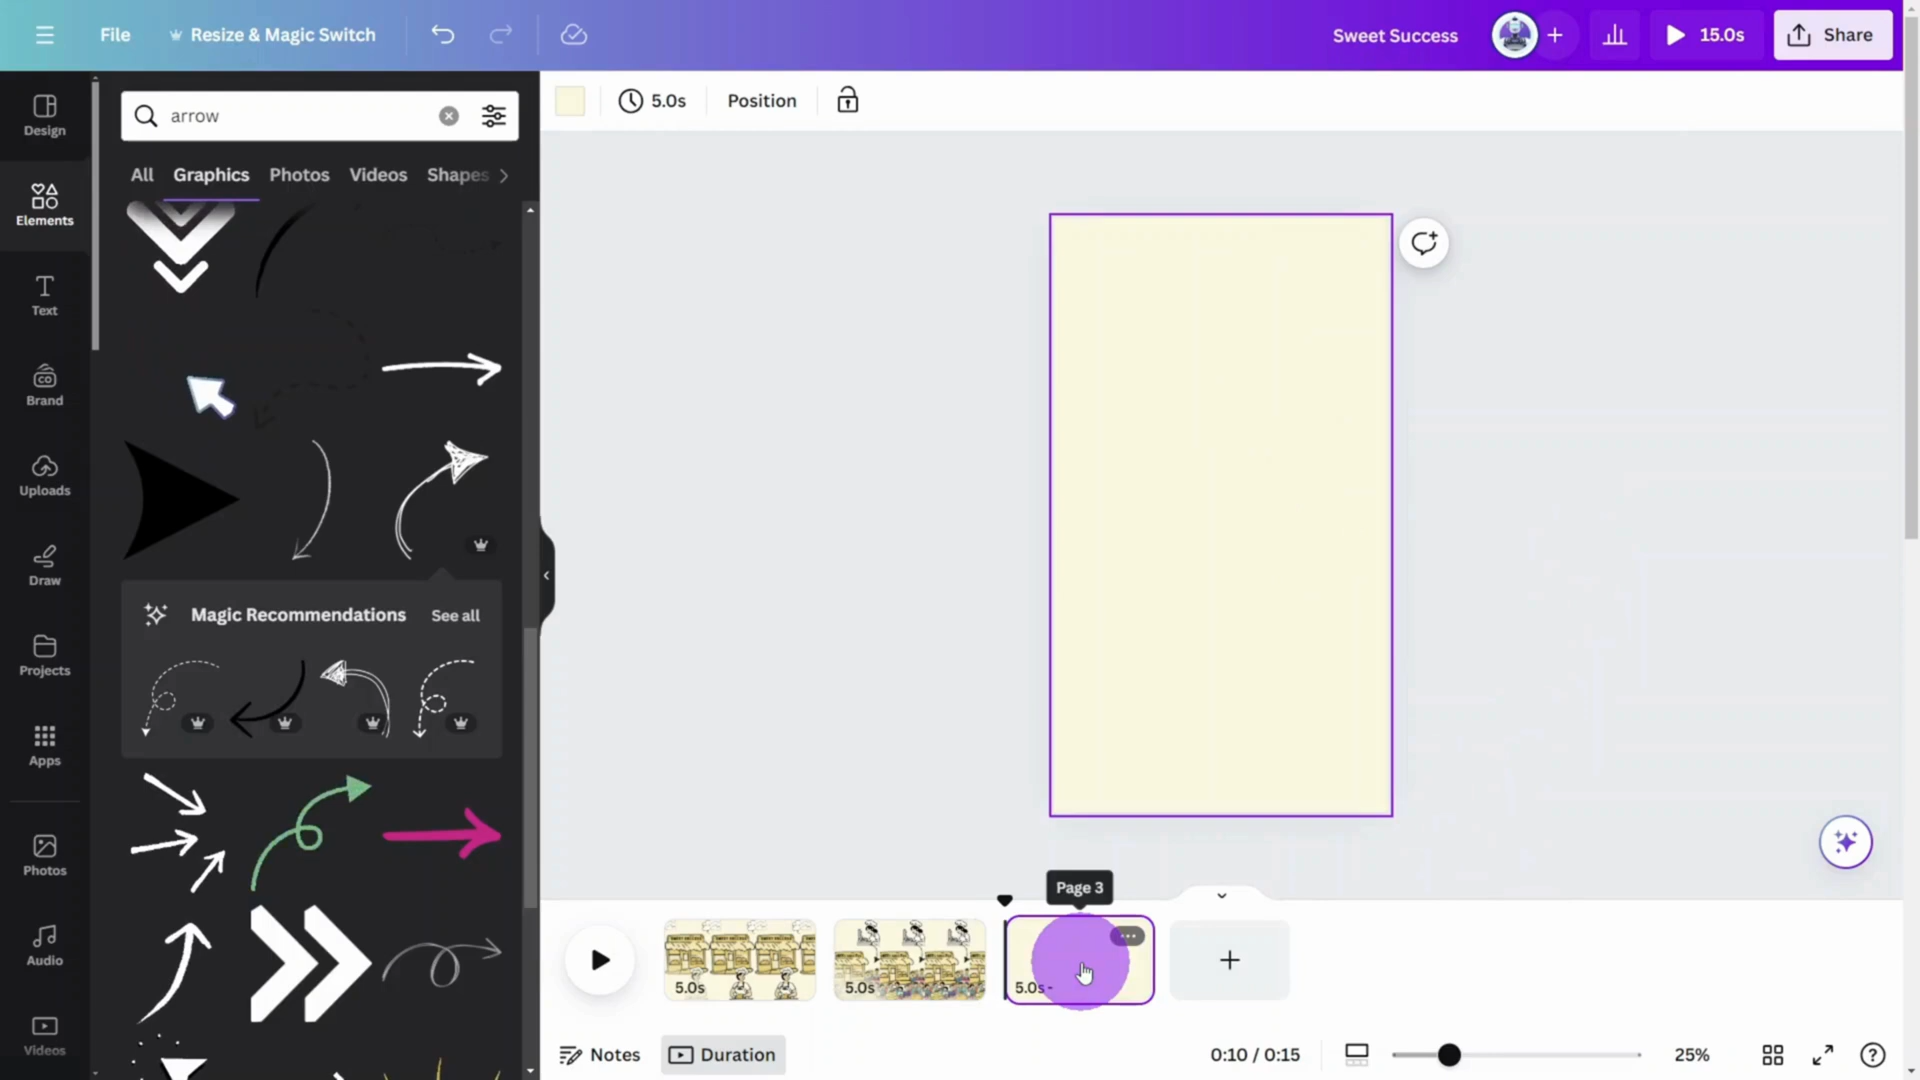 File
Resize & Magic Switch
Sweet Success
15.0s
Share
Design
Elements
Text
Brand
Uploads
Draw
Projects
Apps
Photos
Audio
Videos
arrow
All
Graphics
Photos
Videos
Shapes
Magic Recommendations
See all
5.0s
Position
Page 3
5.0s
5.0s
5.0s
Notes
Duration
0:10 / 0:15
25%